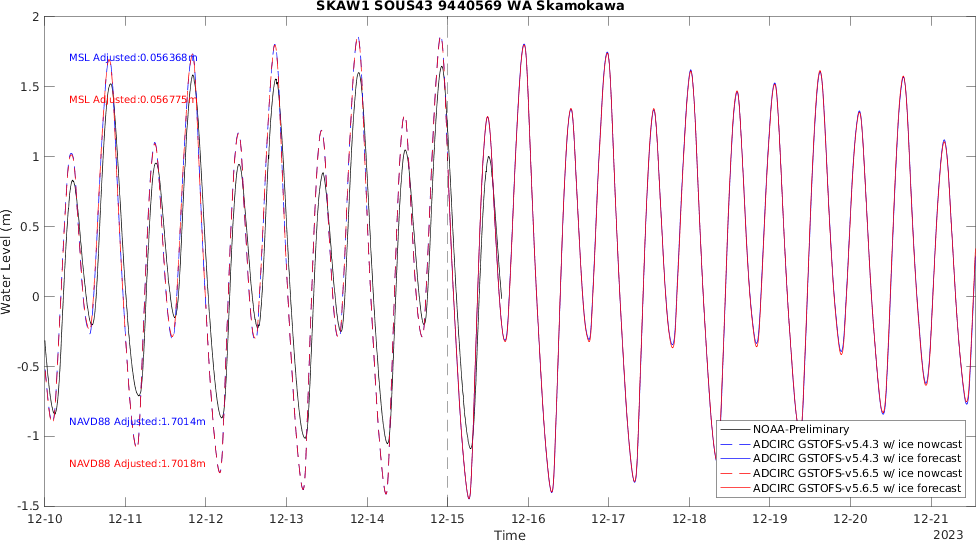 SKAW1 SOUS43 9440569 WA Skamokawa
2
1.5
1
0.5
0
-0.5
-1
-1.5
Water Level (m)
MSL Adjusted:0.056368m
MSL Adjusted:0.056775m
NAVD88 Adjusted:1.7014m
NAVD88 Adjusted:1.7018m
NOAA-Preliminary
ADCIRC GSTOFS-v5.4.3 w/ ice nowcast
ADCIRC GSTOFS-v5.4.3 w/ ice forecast
ADCIRC GSTOFS-v5.6.5 w/ ice nowcast
ADCIRC GSTOFS-v5.6.5 w/ ice forecast
12-10 12-11 12-12 12-13 12-14 12-15 12-16 12-17 12-18 12-19 12-20 12-21
Time
2023